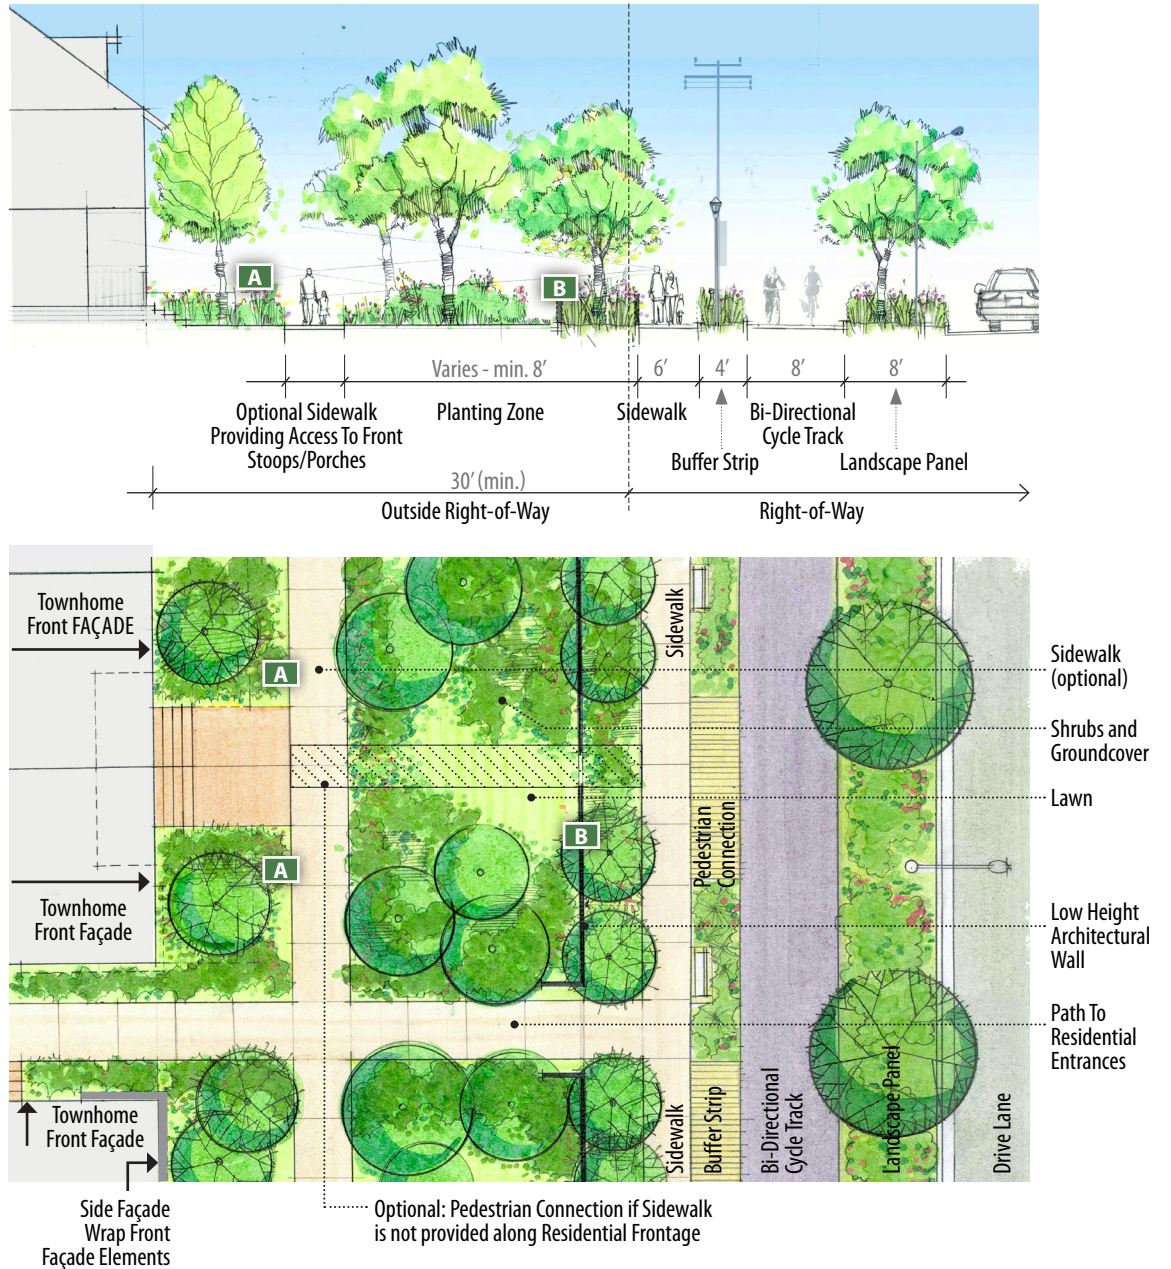 A
B
Varies - min. 8’
6’
4’
8’
8’
Optional Sidewalk
Providing Access To Front
Stoops/Porches
Planting Zone
Sidewalk
Bi-Directional
Cycle Track
Buffer Strip
Landscape Panel
30’ (min.)
Outside Right-of-Way
Right-of-Way
Townhome
Front FAÇADE
A
Sidewalk
Sidewalk
(optional)
Shrubs and
Groundcover
Lawn
B
Pedestrian
Connection
A
Townhome
Front Façade
Low Height
Architectural
Wall
Path To
Residential
Entrances
Townhome
Front Façade
Sidewalk
Buffer Strip
Bi-Directional
Cycle Track
Landscape Panel
Drive Lane
Side Façade
Wrap Front
Façade Elements
Optional: Pedestrian Connection if Sidewalk
is not provided along Residential Frontage